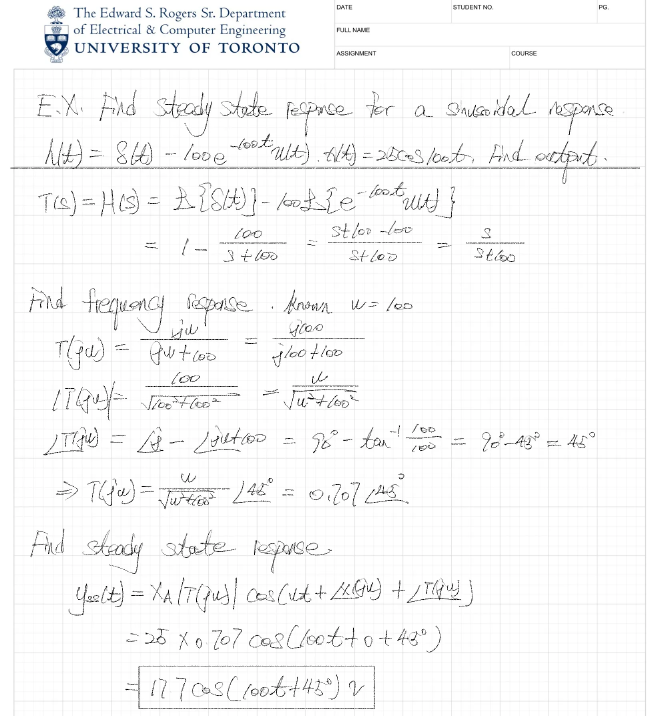 The Edward S. Rogers Sr. Department
of Electrical & Computer Engineering
UNIVERSITY OF TORONTO
DATE STUDENT NO. PG.
FULL NAME
ASSIGNMENT COURSE
E.X. Find steady state response for a sinusoidal response.
h(t) = δ(t) - 100e^{-100t}u(t). x(t) = 25cos100t. Find output.
T(s) = H(s) = L{δ(t)} - 100L{e^{-100t}u(t)}
= 1 - 100/(s+100) = (s+100-100)/(s+100) = s/(s+100)
Find frequency response. known ω = 100
T(jω) = jω/(jω+100) = j100/(j100+100)
|T(jω)| = 100/√(100²+100²) = ω/√(ω²+100²)
∠T(jω) = ∠j - ∠jω+100 = 90° - tan⁻¹ 100/100 = 90°-45° = 45°
⇒ T(jω) = ω/√(ω²+100²) ∠45° = 0.707∠45°
Find steady state response.
y_ss(t) = X_A|T(jω)| cos(ωt + ∠X(jω) + ∠T(jω))
= 25 × 0.707 cos(100t + 0 + 45°)
= 17.7cos(100t+45°) v